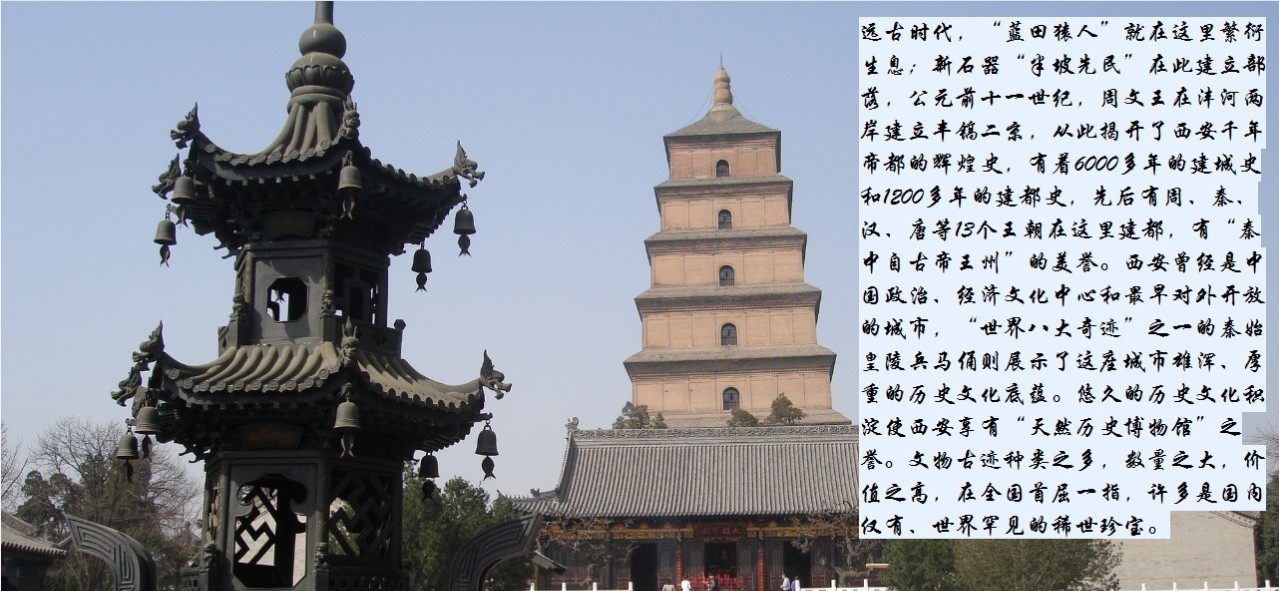 远古时代，“蓝田猿人”就在这里繁衍
生息；新石器“半坡先民”在此建立部
落，公元前十一世纪，周文王在沣河两
岸建立丰镐二京，从此揭开了西安千年
帝都的辉煌史，有着6000多年的建城史
和1200多年的建都史，先后有周、秦、
汉、唐等13个王朝在这里建都，有“秦
中自古帝王州”的美誉。西安曾经是中
国政治、经济文化中心和最早对外开放
的城市，“世界八大奇迹”之一的秦始
皇陵兵马俑则展示了这座城市雄浑、厚
重的历史文化底蕴。悠久的历史文化积
淀使西安享有“天然历史博物馆”之
誉。文物古迹种类之多，数量之大，价
值之高，在全国首屈一指，许多是国内
仅有、世界罕见的稀世珍宝。